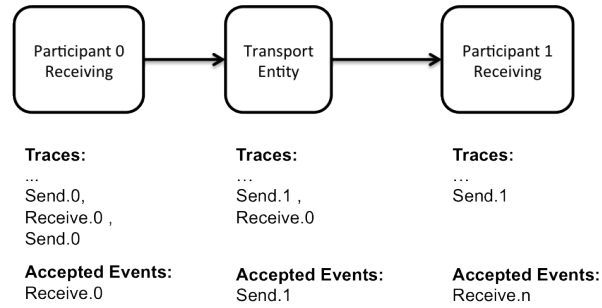 Participant 0
Receiving
Transport
Entity
Participant 1
Receiving
Traces:
...
Send.0,
Receive.0 ,
Send.0
Accepted Events:
Receive.0
Traces:
...
Send.1 ,
Receive.0
Accepted Events:
Send.1
Traces:
...
Send.1
Accepted Events:
Receive.n